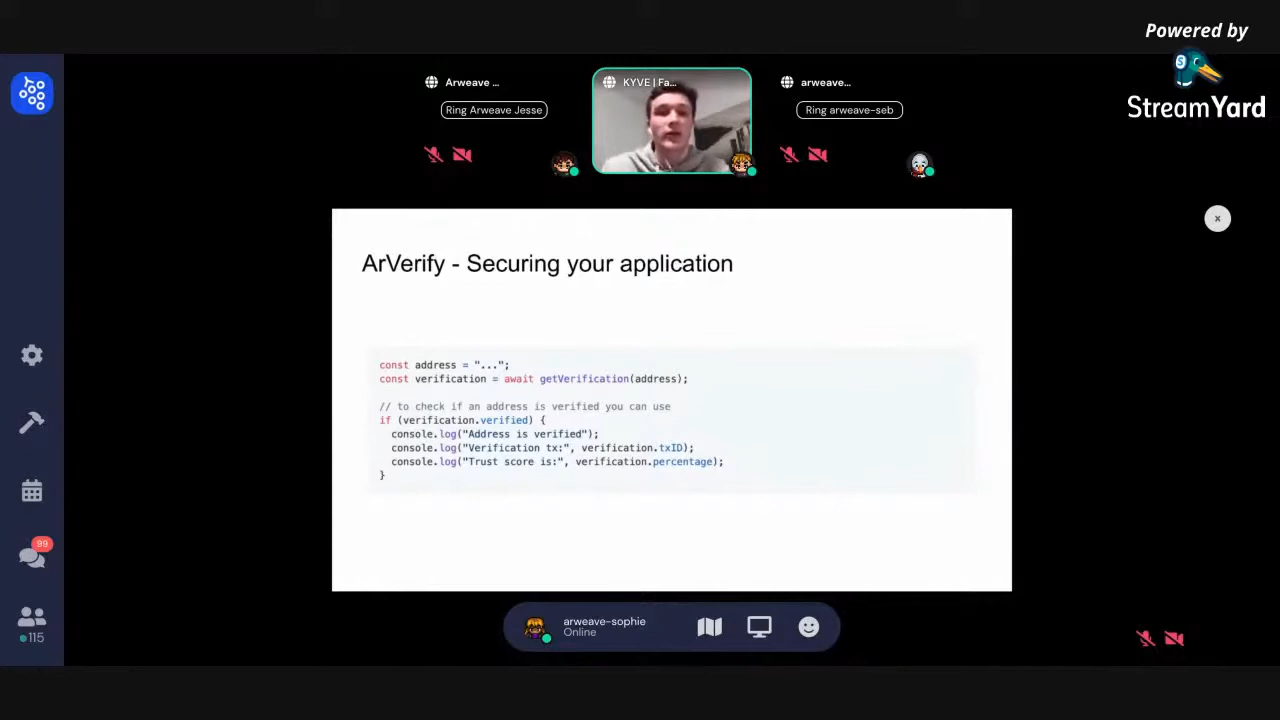 Powered by
StreamYard
Arweave ...
Ring Arweave Jesse
KYVE | Fa...
arweave...
Ring arweave-seb
x
ArVerify - Securing your application
const address = "...";
const verification = await getVerification(address);
// to check if an address is verified you can use
if (verification.verified) {
console.log("Address is verified");
console.log("Verification tx:", verification.txID);
console.log("Trust score is:", verification.percentage);
}
99
115
arweave-sophie
Online